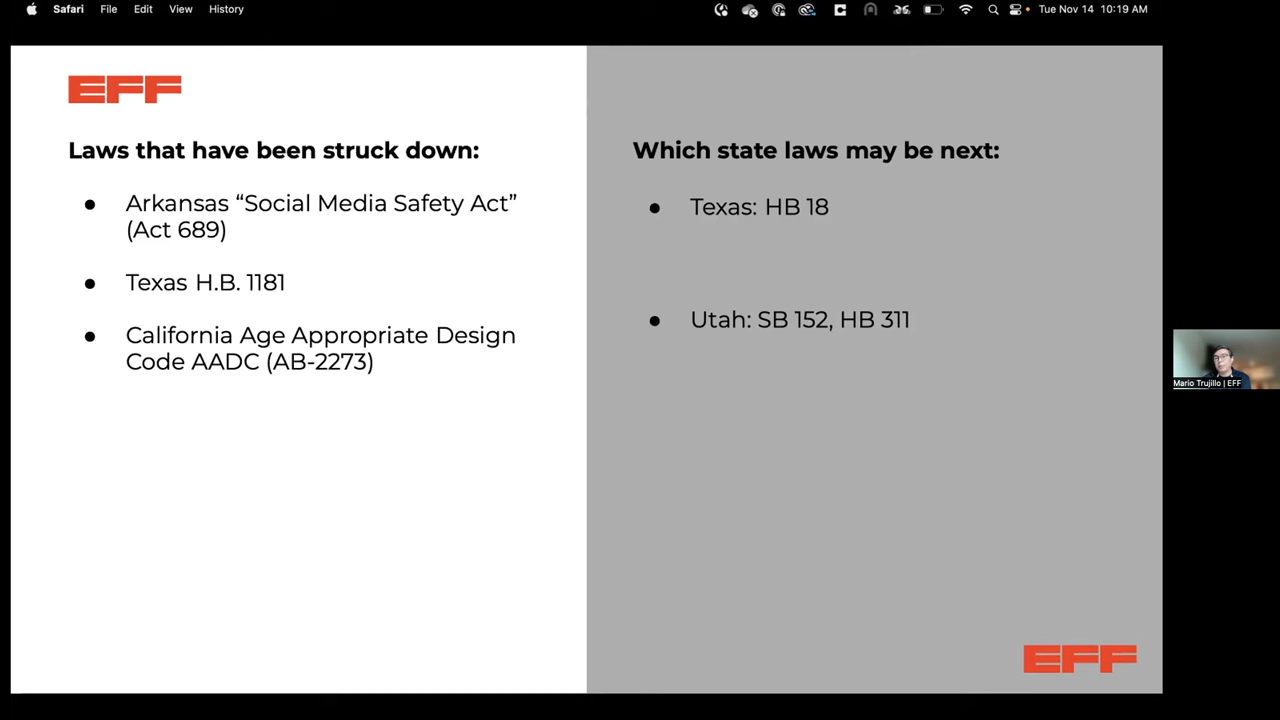 Safari File Edit View History
Tue Nov 14 10:19 AM
EFF
Laws that have been struck down:
● Arkansas “Social Media Safety Act”
(Act 689)
● Texas H.B. 1181
● California Age Appropriate Design
Code AADC (AB-2273)
Which state laws may be next:
● Texas: HB 18
● Utah: SB 152, HB 311
EFF
Mario Trujillo | EFF